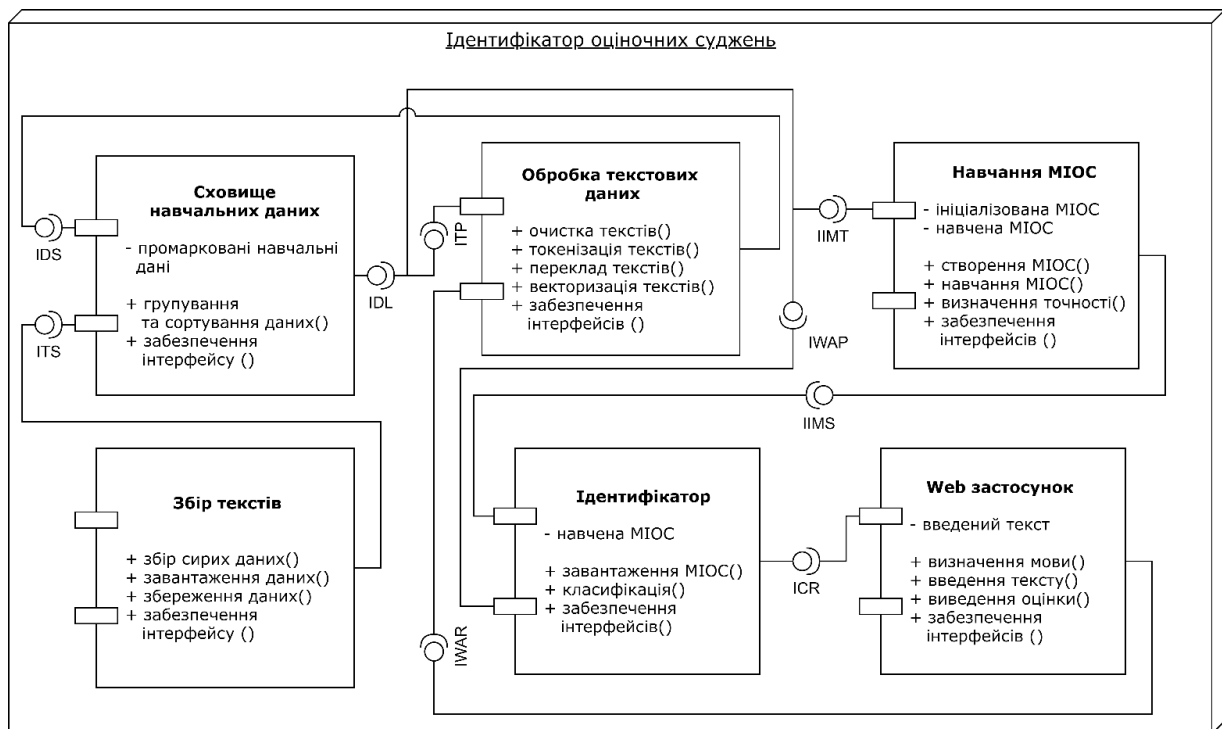 Ідентифікатор оціночних суджень
Сховище
навчальних даних
- промарковані навчальні
дані
+ групування
та сортування даних()
+ забезпечення
інтерфейсу ()
IDS
ITS
IDL
ITP
Обробка текстових
даних
+ очистка текстів()
+ токенізація текстів()
+ переклад текстів()
+ векторизація текстів()
+ забезпечення
інтерфейсів ()
IIMT
IWAP
Навчання МІОС
- ініціалізована МІОС
- навчена МІОС
+ створення МІОС()
+ навчання МІОС()
+ визначення точності()
+ забезпечення
інтерфейсів ()
IIMS
Збір текстів
+ збір сирих даних()
+ завантаження даних()
+ збереження даних()
+ забезпечення
інтерфейсу ()
IWAR
Ідентифікатор
- навчена МІОС
+ завантаження МІОС()
+ класифікація()
+ забезпечення
інтерфейсів()
ICR
Web застосунок
- введений текст
+ визначення мови()
+ введення тексту()
+ виведення оцінки()
+ забезпечення
інтерфейсів ()